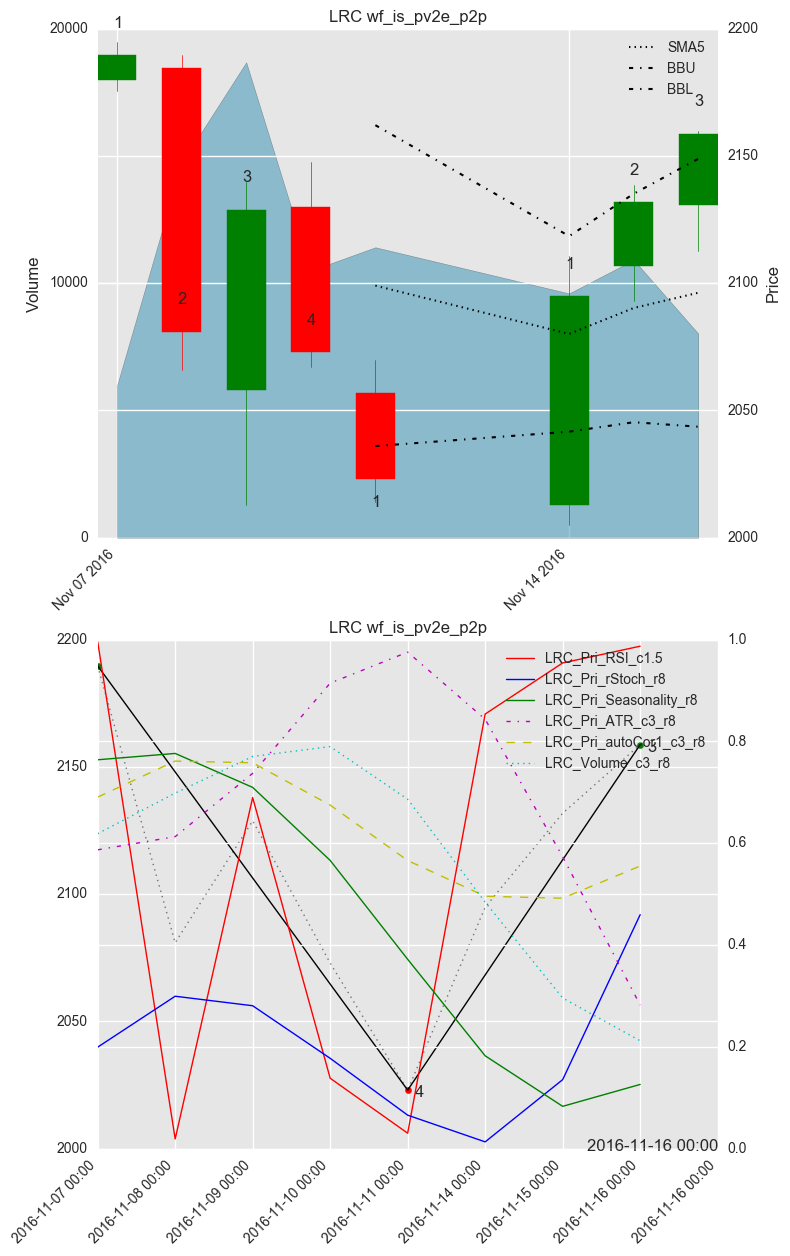 LRC wf_is_pv2e_p2p
1
20000
2200
SMA5
BBU
BBL
3
2150
2
3
10000
1
2100
2
4
2050
1
0
2000
Volume
Price
Nov 07 2016
Nov 14 2016
LRC wf_is_pv2e_p2p
2200
1.0
LRC_Pri_RSI_c1.5
LRC_Pri_rStoch_r8
LRC_Pri_Seasonality_r8
LRC_Pri_ATR_c3_r8
LRC_Pri_autoCor1_c3_r8
LRC_Volume_c3_r8
3
2150
0.8
0.6
2100
0.4
2050
0.2
4
2016-11-16 00:00
2000
0.0
2016-11-07 00:00
2016-11-08 00:00
2016-11-09 00:00
2016-11-10 00:00
2016-11-11 00:00
2016-11-14 00:00
2016-11-15 00:00
2016-11-16 00:00
2016-11-16 00:00